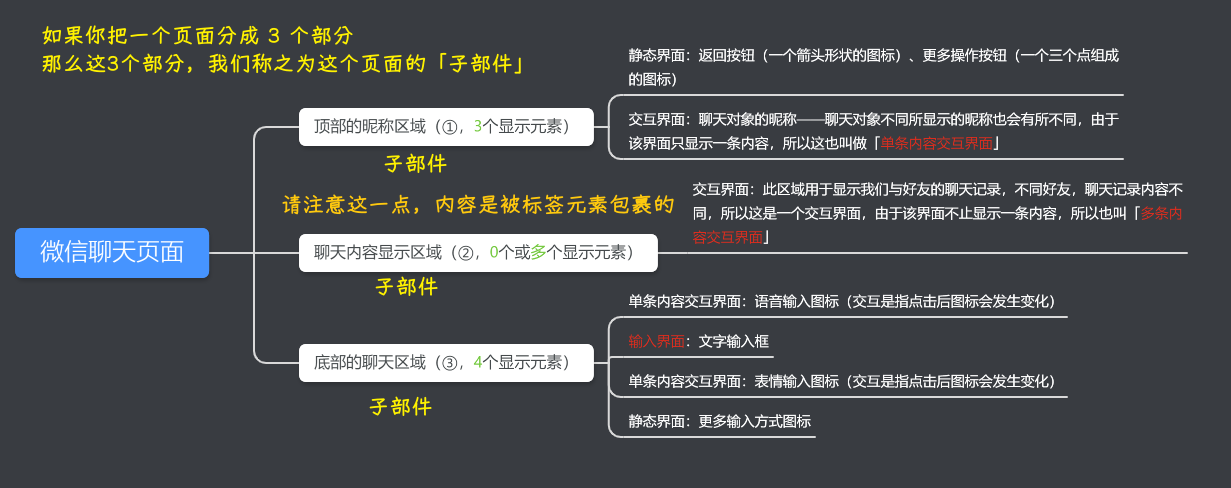 如果你把一个页面分成 3 个部分
那么这3个部分，我们称之为这个页面的「子部件」
静态界面：返回按钮（一个箭头形状的图标）、更多操作按钮（一个三个点组成
的图标）
顶部的昵称区域（①，3个显示元素）
交互界面：聊天对象的昵称——聊天对象不同所显示的昵称也会有所不同，由于
该界面只显示一条内容，所以这也叫做「单条内容交互界面」
子部件
请注意这一点，内容是被标签元素包裹的
交互界面：此区域用于显示我们与好友的聊天记录，不同好友，聊天记录内容不
同，所以这是一个交互界面，由于该界面不止显示一条内容，所以也叫「多条内
容交互界面」
微信聊天页面
聊天内容显示区域（②，0个或多个显示元素）
子部件
单条内容交互界面：语音输入图标（交互是指点击后图标会发生变化）
输入界面：文字输入框
底部的聊天区域（③，4个显示元素）
单条内容交互界面：表情输入图标（交互是指点击后图标会发生变化）
子部件
静态界面：更多输入方式图标